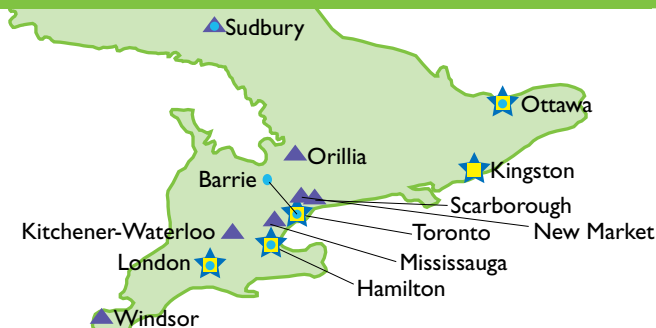 Sudbury
Ottawa
Orillia
Kingston
Barrie
Scarborough
Kitchener-Waterloo
Toronto
New Market
London
Mississauga
Hamilton
Windsor